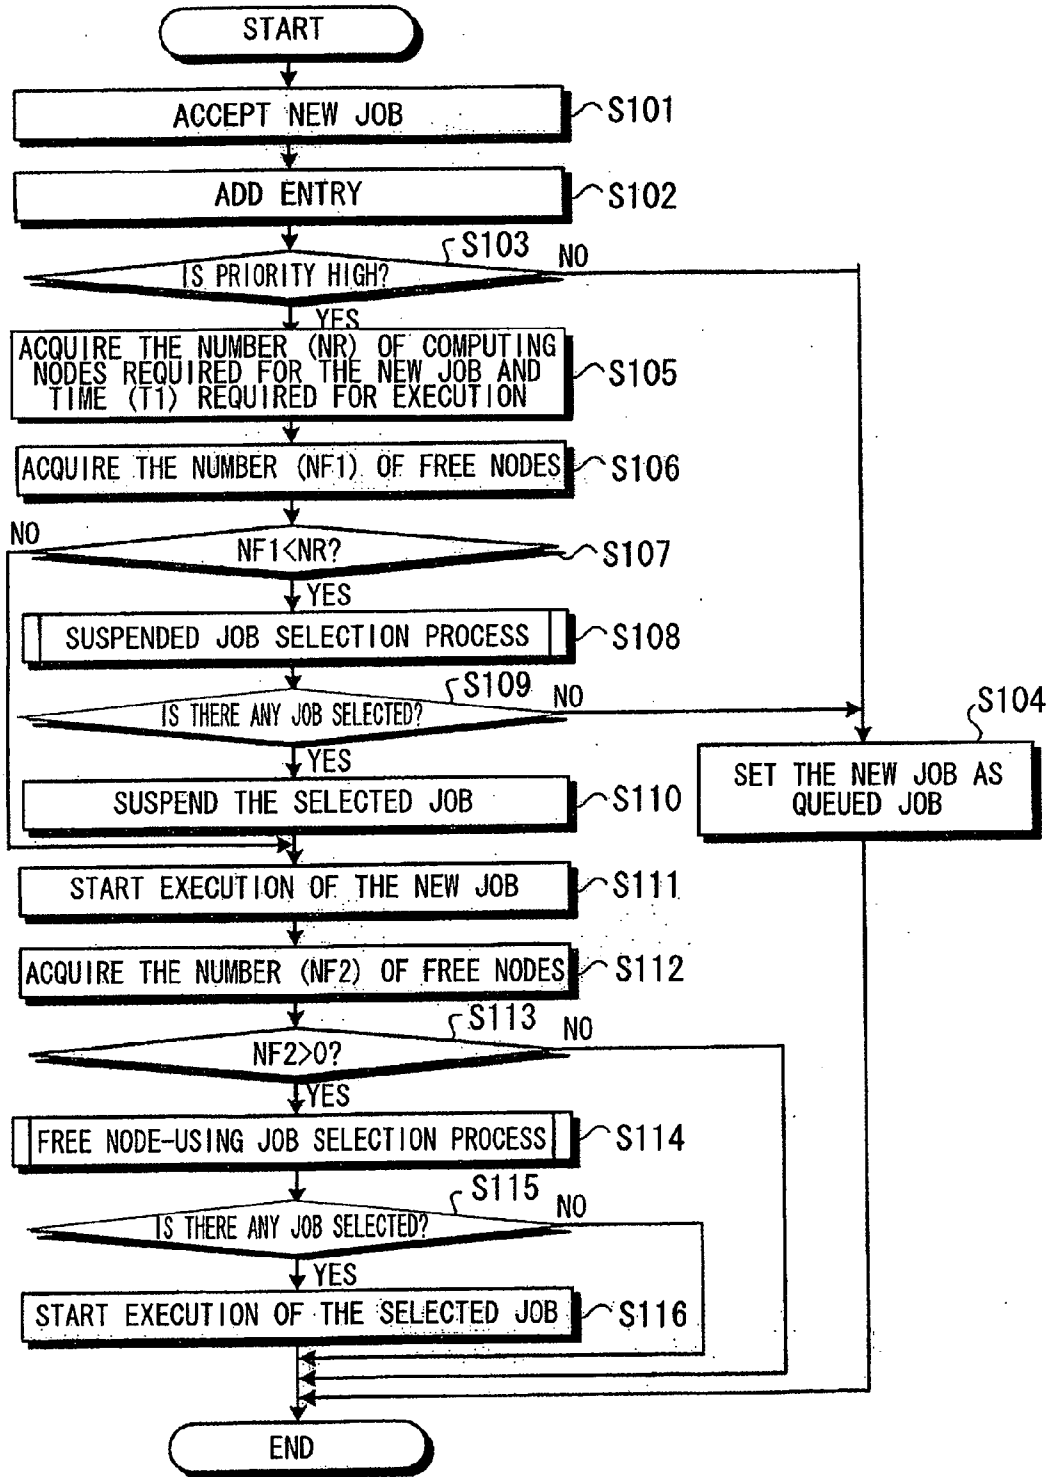 START
ACCEPT NEW JOB
S101
ADD ENTRY
S102
S103
NO
IS PRIORITY HIGH?
YES
ACQUIRE THE NUMBER (NR) OF COMPUTING
NODES REQUIRED FOR THE NEW JOB AND
TIME (T1) REQUIRED FOR EXECUTION
S105
ACQUIRE THE NUMBER (NF1) OF FREE NODES
S106
NO
NF1<NR?
S107
YES
SUSPENDED JOB SELECTION PROCESS
S108
S109
NO
IS THERE ANY JOB SELECTED?
YES
S104
SET THE NEW JOB AS
QUEUED JOB
SUSPEND THE SELECTED JOB
S110
START EXECUTION OF THE NEW JOB
S111
ACQUIRE THE NUMBER (NF2) OF FREE NODES
S112
S113
NO
NF2>0?
YES
FREE NODE-USING JOB SELECTION PROCESS
S114
S115
NO
IS THERE ANY JOB SELECTED?
YES
START EXECUTION OF THE SELECTED JOB
S116
END